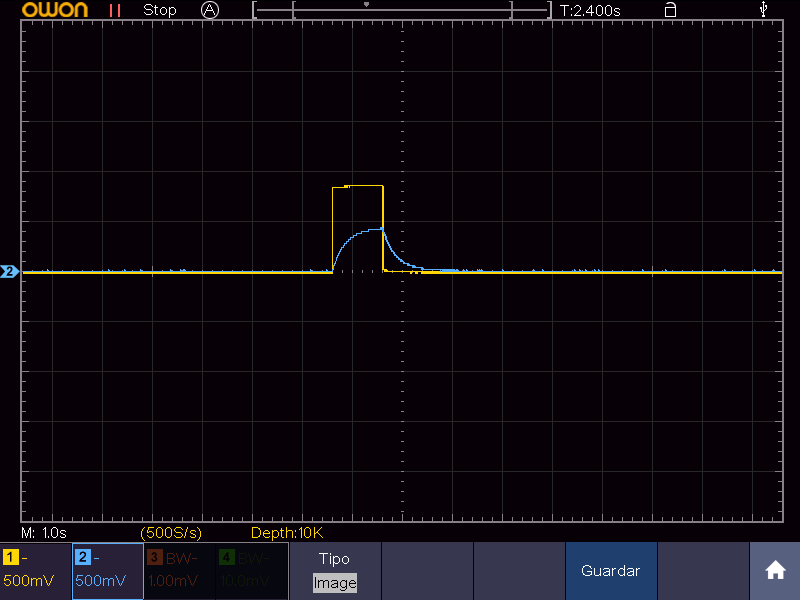 owon Stop A T:2.400s
2
M: 1.0s (500S/s) Depth:10K
1 - 2 - 3 BW- 4 BW- Tipo
500mV 500mV 1.00mV 10.0mV Image Guardar